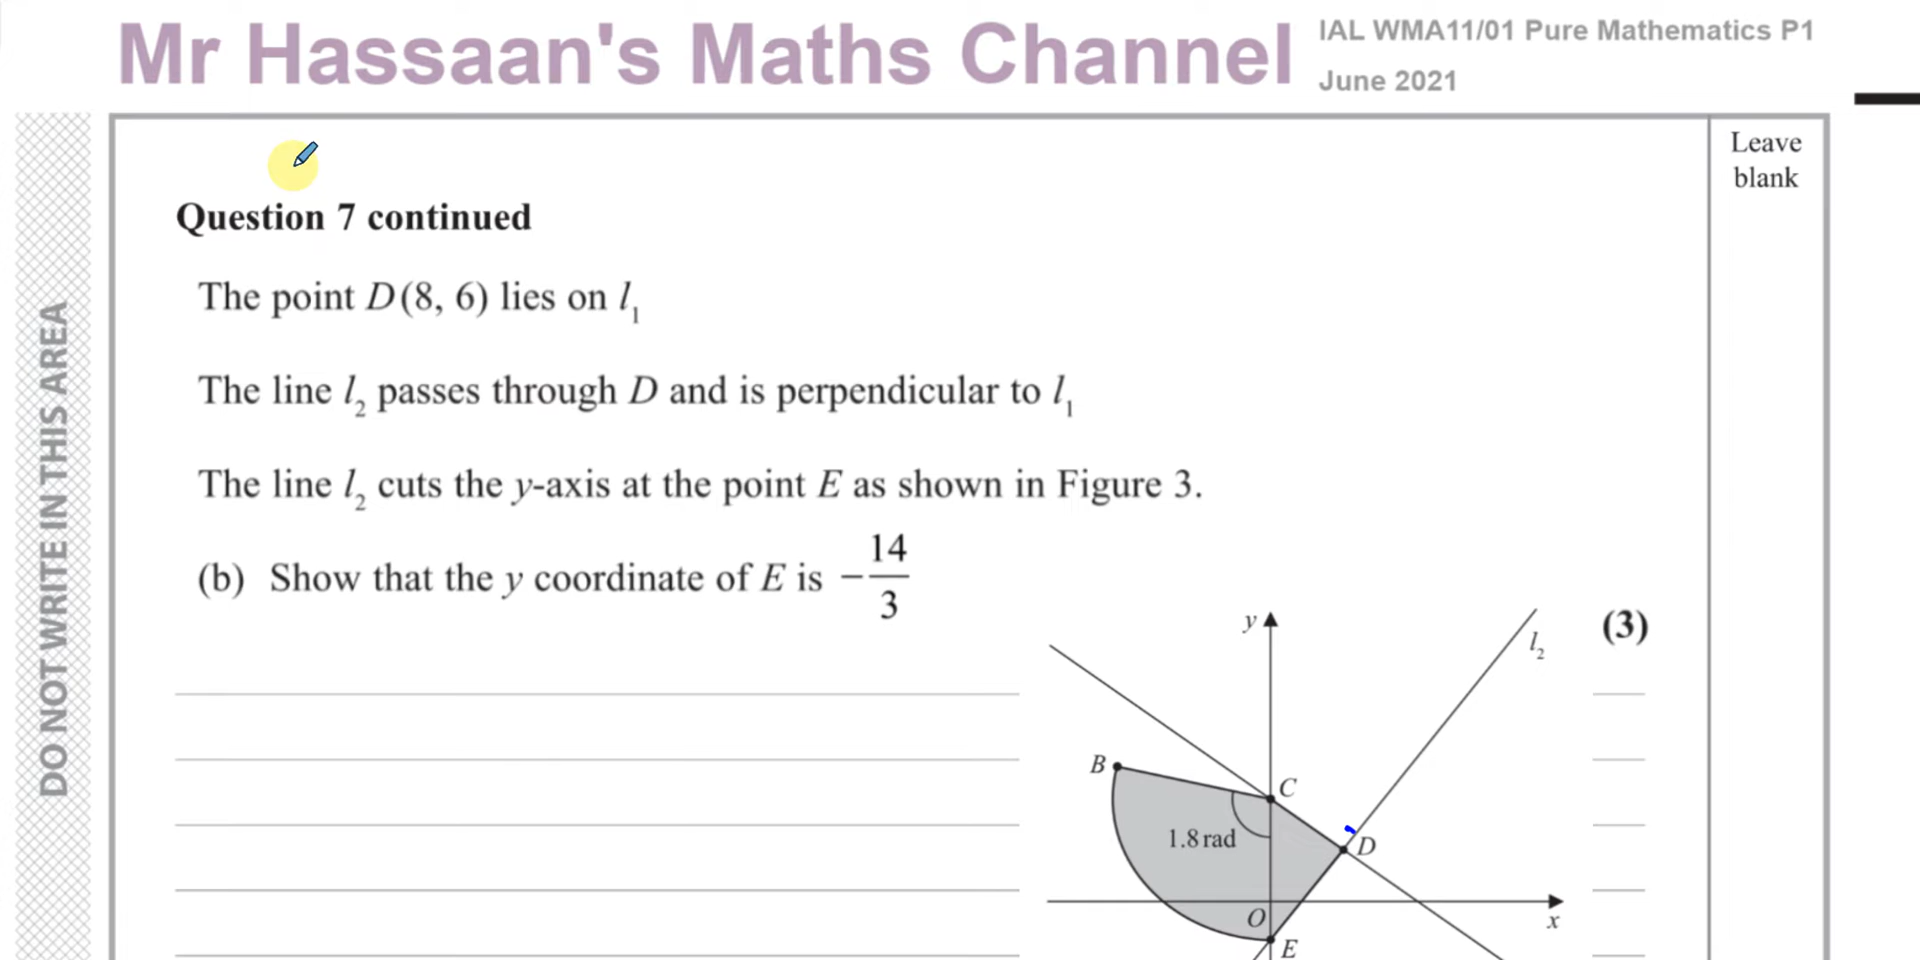 Mr Hassaan's Maths Channel
IAL WMA11/01 Pure Mathematics P1
June 2021
Leave
blank
DO NOT WRITE IN THIS AREA
Question 7 continued
The point D(8, 6) lies on l₁
The line l₂ passes through D and is perpendicular to l₁
The line l₂ cuts the y-axis at the point E as shown in Figure 3.
(b) Show that the y coordinate of E is −14/3
(3)
y
l₂
B
C
1.8 rad
D
O
x
E